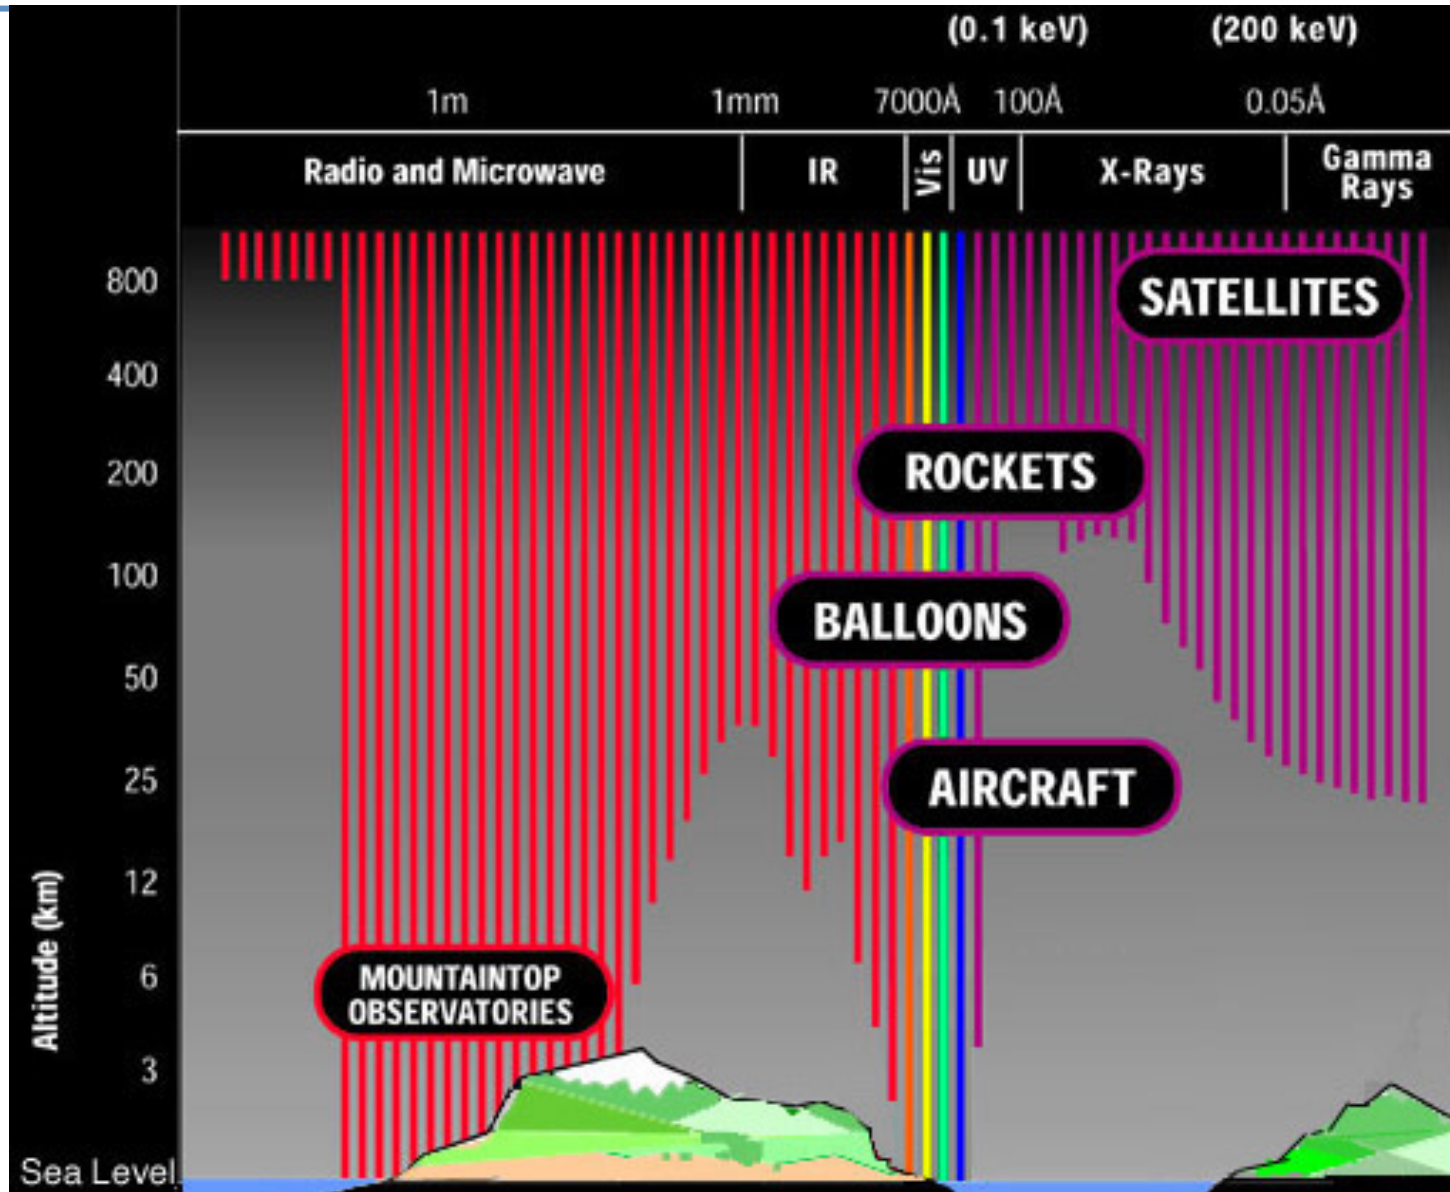 (0.1 keV) (200 keV)
1m 1mm 7000Å 100Å 0.05Å
Radio and Microwave IR Vis UV X-Rays Gamma
Rays
800
SATELLITES
400
200
ROCKETS
100
BALLOONS
50
25
AIRCRAFT
12
Altitude (km)
6
MOUNTAINTOP
OBSERVATORIES
3
Sea Level